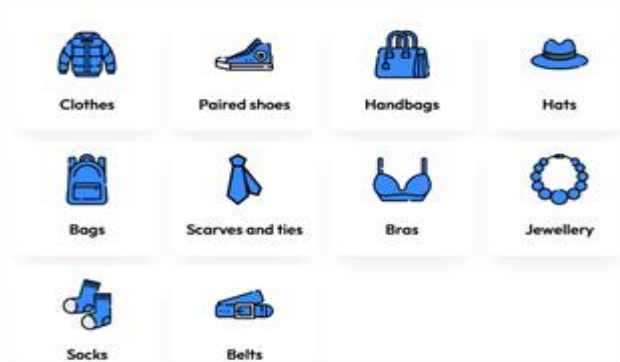 Clothes
Paired shoes
Handbags
Hats
Bags
Scarves and ties
Bras
Jewellery
Socks
Belts